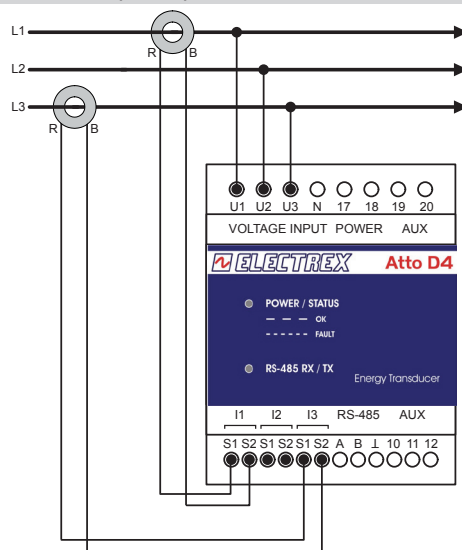 L1
R B
L2
L3
R B
U1 U2 U3 N 17 18 19 20
VOLTAGE INPUT POWER AUX
ELECTREX Atto D4
POWER / STATUS
OK
FAULT
RS-485 RX / TX
Energy Transducer
I1 I2 I3 RS-485 AUX
S1 S2 S1 S2 S1 S2 A B ⊥ 10 11 12